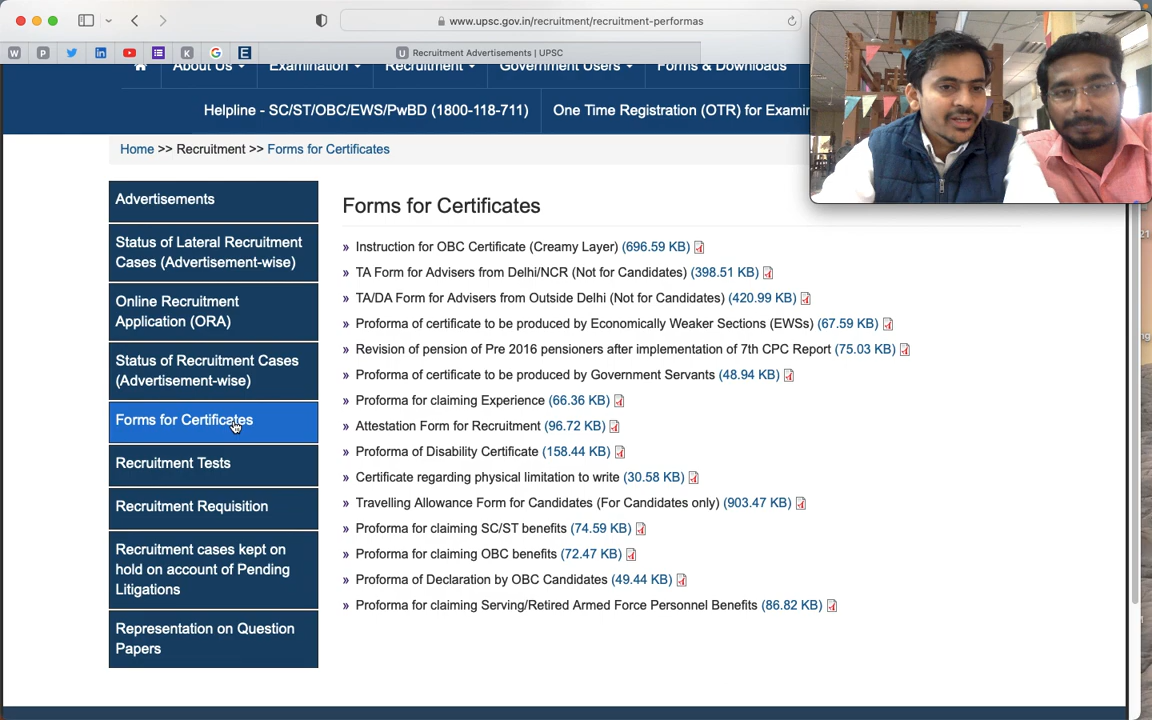 www.upsc.gov.in/recruitment/recruitment-performas
Recruitment Advertisements | UPSC
About Us
Examination
Recruitment
Government Users
Forms & Downloads
Helpline - SC/ST/OBC/EWS/PwBD (1800-118-711)
One Time Registration (OTR) for Examin
Home >> Recruitment >> Forms for Certificates
Advertisements
Status of Lateral Recruitment
Cases (Advertisement-wise)
Online Recruitment
Application (ORA)
Status of Recruitment Cases
(Advertisement-wise)
Forms for Certificates
Recruitment Tests
Recruitment Requisition
Recruitment cases kept on
hold on account of Pending
Litigations
Representation on Question
Papers
Forms for Certificates
» Instruction for OBC Certificate (Creamy Layer) (696.59 KB)
» TA Form for Advisers from Delhi/NCR (Not for Candidates) (398.51 KB)
» TA/DA Form for Advisers from Outside Delhi (Not for Candidates) (420.99 KB)
» Proforma of certificate to be produced by Economically Weaker Sections (EWSs) (67.59 KB)
» Revision of pension of Pre 2016 pensioners after implementation of 7th CPC Report (75.03 KB)
» Proforma of certificate to be produced by Government Servants (48.94 KB)
» Proforma for claiming Experience (66.36 KB)
» Attestation Form for Recruitment (96.72 KB)
» Proforma of Disability Certificate (158.44 KB)
» Certificate regarding physical limitation to write (30.58 KB)
» Travelling Allowance Form for Candidates (For Candidates only) (903.47 KB)
» Proforma for claiming SC/ST benefits (74.59 KB)
» Proforma for claiming OBC benefits (72.47 KB)
» Proforma of Declaration by OBC Candidates (49.44 KB)
» Proforma for claiming Serving/Retired Armed Force Personnel Benefits (86.82 KB)